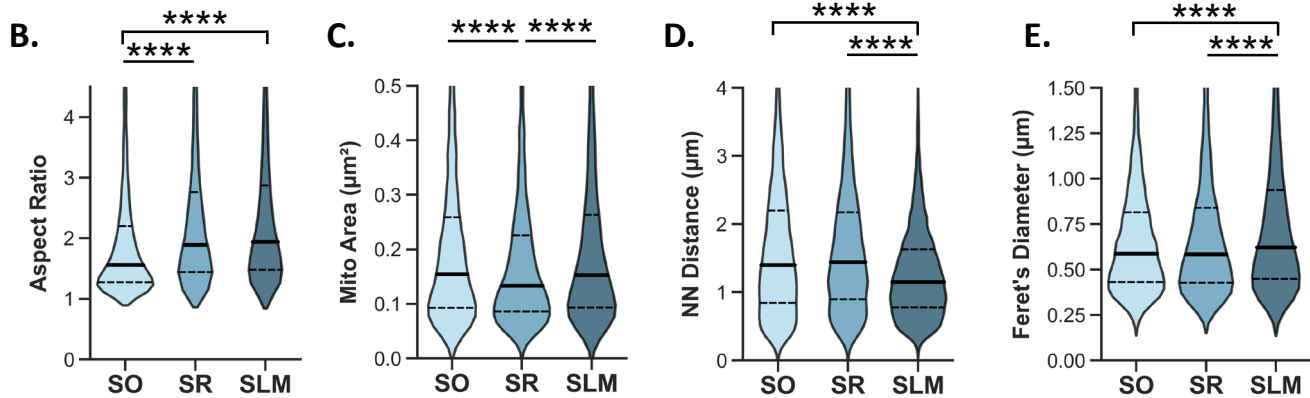 B.
****
****
Aspect Ratio
4
3
2
1
0
SO SR SLM
C.
**** ****
Mito Area (µm²)
0.5
0.4
0.3
0.2
0.1
0.0
SO SR SLM
D.
****
****
NN Distance (µm)
4
3
2
1
0
SO SR SLM
E.
****
****
Feret's Diameter (µm)
1.50
1.25
1.00
0.75
0.50
0.25
0.00
SO SR SLM